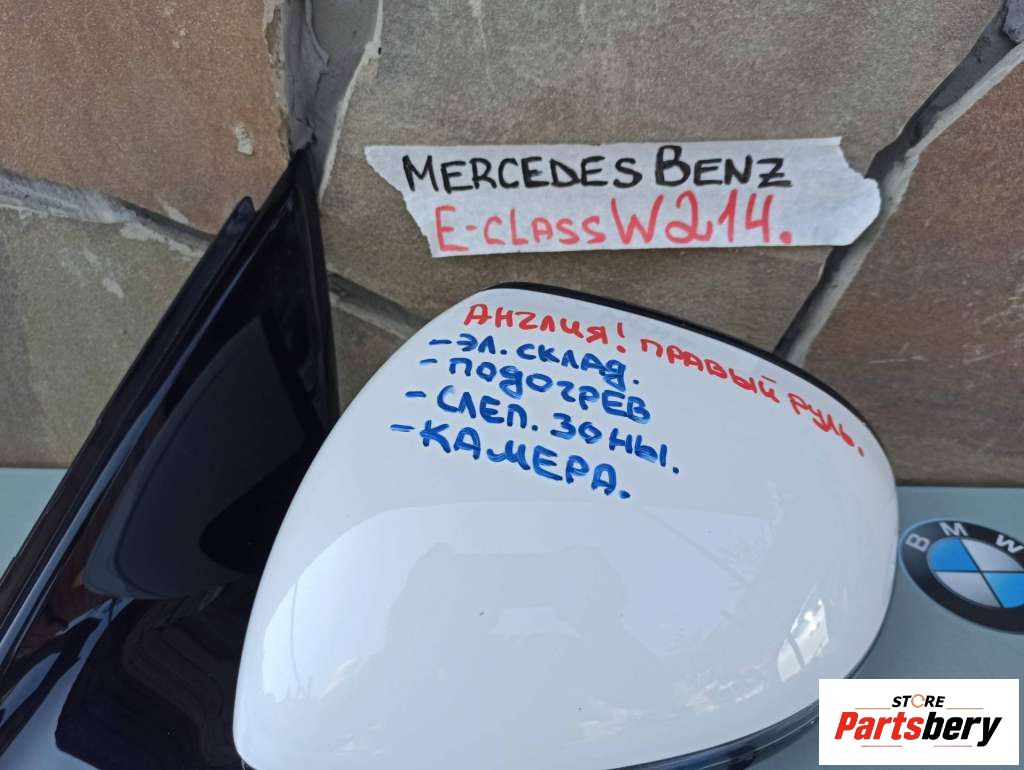 MERCEDES BENZ
E-CLASS W214.
АНГЛИЯ! ПРАВЫЙ РУЛЬ.
- ЭЛ. СКЛАД.
- ПОДОГРЕВ
- СЛЕП. ЗОНЫ.
- КАМЕРА.
BMW
STORE
Partsbery